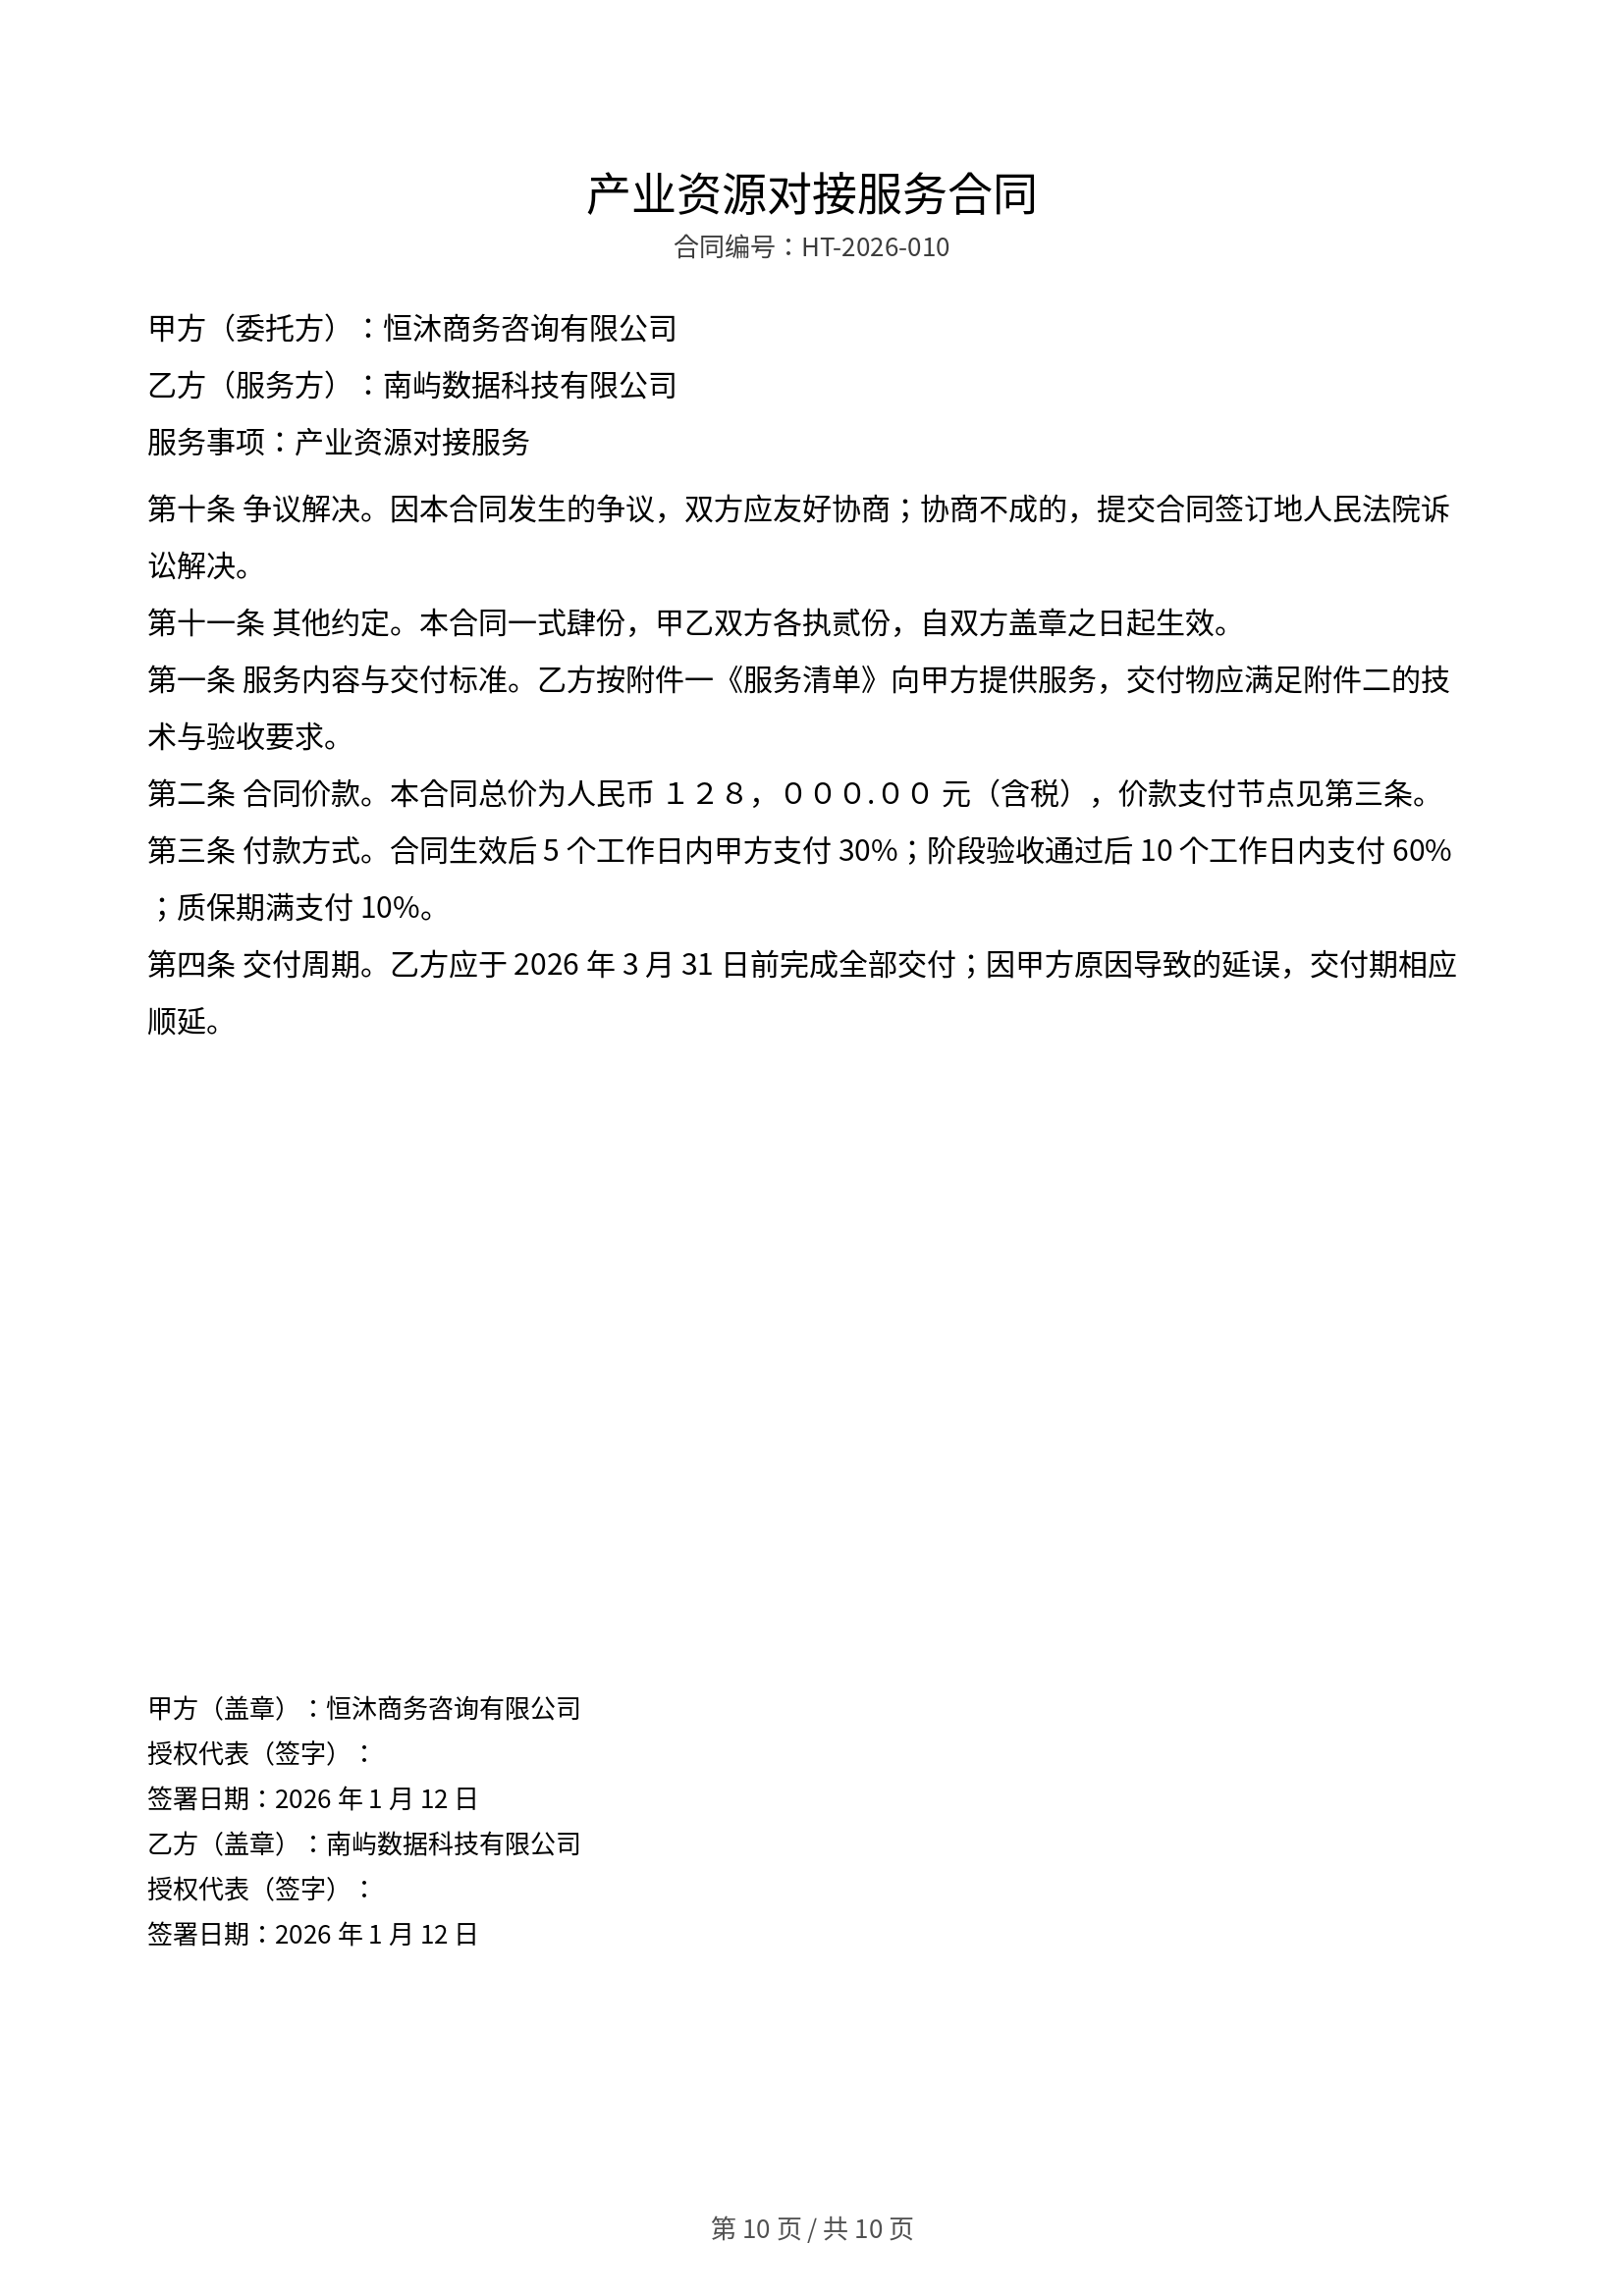 产业资源对接服务合同
合同编号：HT-2026-010
甲方（委托方）：恒沐商务咨询有限公司
乙方（服务方）：南屿数据科技有限公司
服务事项：产业资源对接服务
第十条 争议解决。因本合同发生的争议，双方应友好协商；协商不成的，提交合同签订地人民法院诉
讼解决。
第十一条 其他约定。本合同一式肆份，甲乙双方各执贰份，自双方盖章之日起生效。
第一条 服务内容与交付标准。乙方按附件一《服务清单》向甲方提供服务，交付物应满足附件二的技
术与验收要求。
第二条 合同价款。本合同总价为人民币 １２８，０００.００ 元（含税），价款支付节点见第三条。
第三条 付款方式。合同生效后 5 个工作日内甲方支付 30%；阶段验收通过后 10 个工作日内支付 60%
；质保期满支付 10%。
第四条 交付周期。乙方应于 2026 年 3 月 31 日前完成全部交付；因甲方原因导致的延误，交付期相应
顺延。
甲方（盖章）：恒沐商务咨询有限公司
授权代表（签字）：
签署日期：2026 年 1 月 12 日
乙方（盖章）：南屿数据科技有限公司
授权代表（签字）：
签署日期：2026 年 1 月 12 日
第 10 页 / 共 10 页